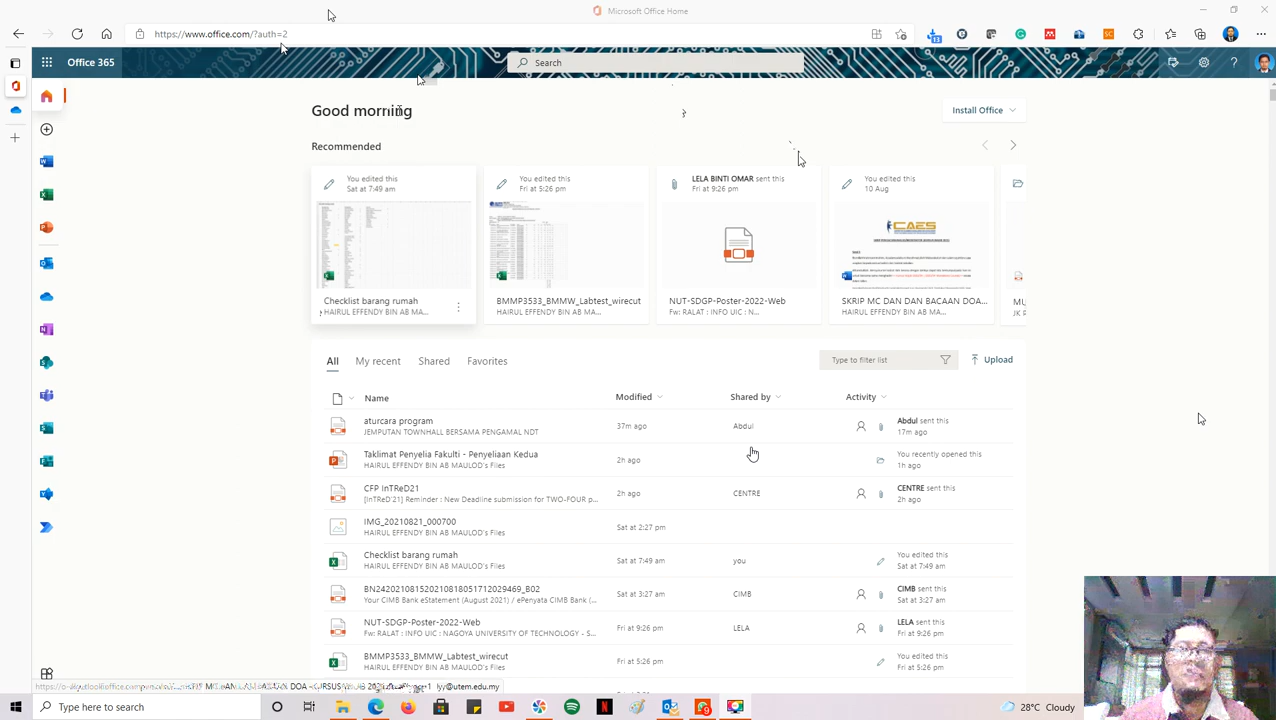 Microsoft Office Home
https://www.office.com/?auth=2
Office 365
Search
Good morning
Install Office
Recommended
You edited this
Sat at 7:49 am
Checklist barang rumah
HAIRUL EFFENDY BIN AB MA...
You edited this
Fri at 5:26 pm
BMMP3533_BMMW_Labtest_wirecut
HAIRUL EFFENDY BIN AB MA...
LELA BINTI OMAR sent this
Fri at 9:26 pm
NUT-SDGP-Poster-2022-Web
Fw: RALAT : INFO UIC : N...
You edited this
10 Aug
CAES
SKRIP MC DAN DAN BACAAN DOA...
HAIRUL EFFENDY BIN AB MA...
MU
JK R
All My recent Shared Favorites
Type to filter list
Upload
Name Modified Shared by Activity
aturcara program
JEMPUTAN TOWNHALL BERSAMA PENGAMAL NDT
37m ago
Abdul
Abdul sent this
17m ago
Taklimat Penyelia Fakulti - Penyeliaan Kedua
HAIRUL EFFENDY BIN AB MAULOD's Files
2h ago
You recently opened this
1h ago
CFP InTReD21
[InTReD'21] Reminder : New Deadline submission for TWO-FOUR p...
2h ago
CENTRE
CENTRE sent this
2h ago
IMG_20210821_000700
HAIRUL EFFENDY BIN AB MAULOD's Files
Sat at 2:27 pm
Checklist barang rumah
HAIRUL EFFENDY BIN AB MAULOD's Files
Sat at 7:49 am
you
You edited this
Sat at 7:49 am
BN24202108152021081805171202­9469_B02
Your CIMB Bank eStatement (August 2021) / ePenyata CIMB Bank (...
Sat at 3:27 am
CIMB
CIMB sent this
Sat at 3:27 am
NUT-SDGP-Poster-2022-Web
Fw: RALAT : INFO UIC : NAGOYA UNIVERSITY OF TECHNOLOGY - S...
Fri at 9:26 pm
LELA
LELA sent this
Fri at 9:26 pm
BMMP3533_BMMW_Labtest_wirecut
HAIRUL EFFENDY BIN AB MAULOD's Files
Fri at 5:26 pm
You edited this
Fri at 5:26 pm
Type here to search
28°C Cloudy